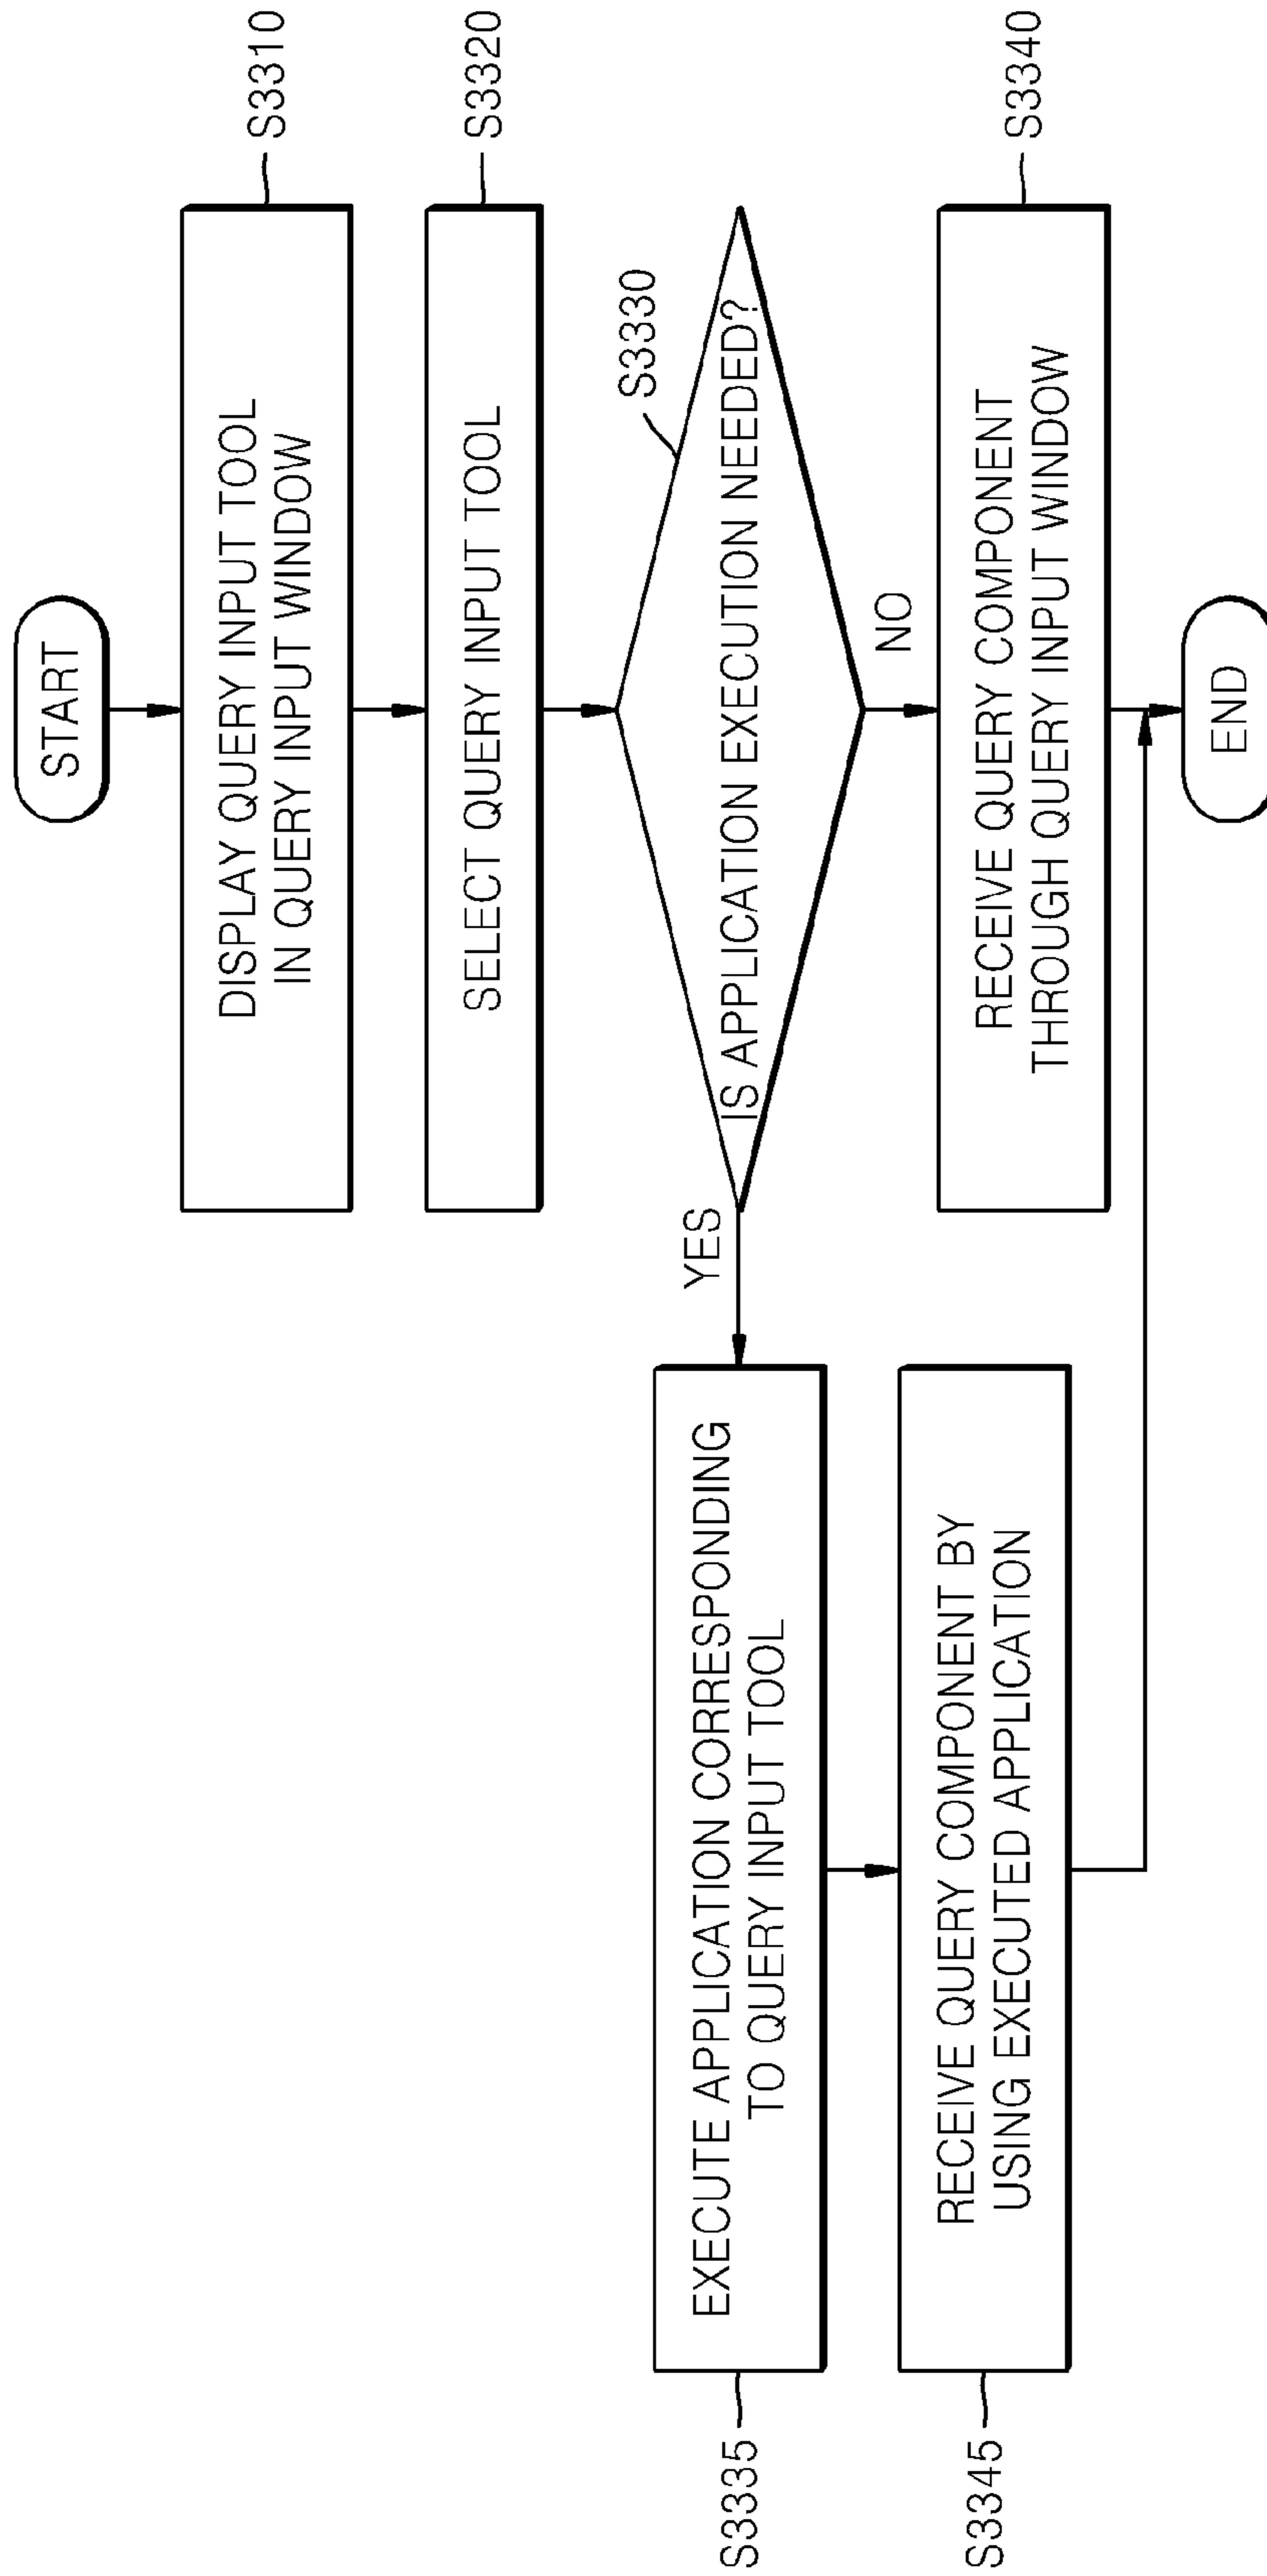 START
DISPLAY QUERY INPUT TOOL
IN QUERY INPUT WINDOW
S3310
SELECT QUERY INPUT TOOL
S3320
IS APPLICATION EXECUTION NEEDED?
S3330
YES
NO
EXECUTE APPLICATION CORRESPONDING
TO QUERY INPUT TOOL
S3335
RECEIVE QUERY COMPONENT BY
USING EXECUTED APPLICATION
S3345
RECEIVE QUERY COMPONENT
THROUGH QUERY INPUT WINDOW
S3340
END